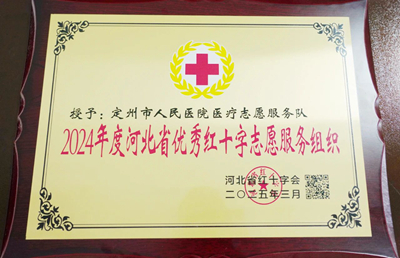 授予：定州市人民医院医疗志愿服务队
2024年度河北省优秀红十字志愿服务组织
河北省红十字会
二〇二五年三月